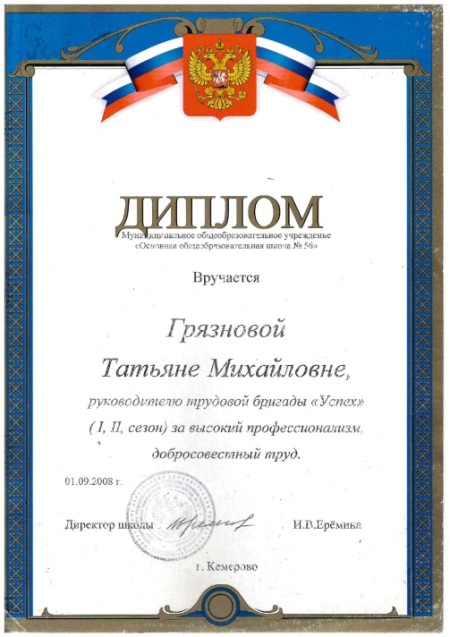 ДИПЛОМ
Муниципальное общеобразовательное учреждение
«Основная общеобразовательная школа № 56»
Вручается
Грязновой
Татьяне Михайловне,
руководителю трудовой бригады «Успех»
( I, II, сезон) за высокий профессионализм,
добросовестный труд.
01.09.2008 г.
Директор школы
И.В.Ерёмина
г. Кемерово